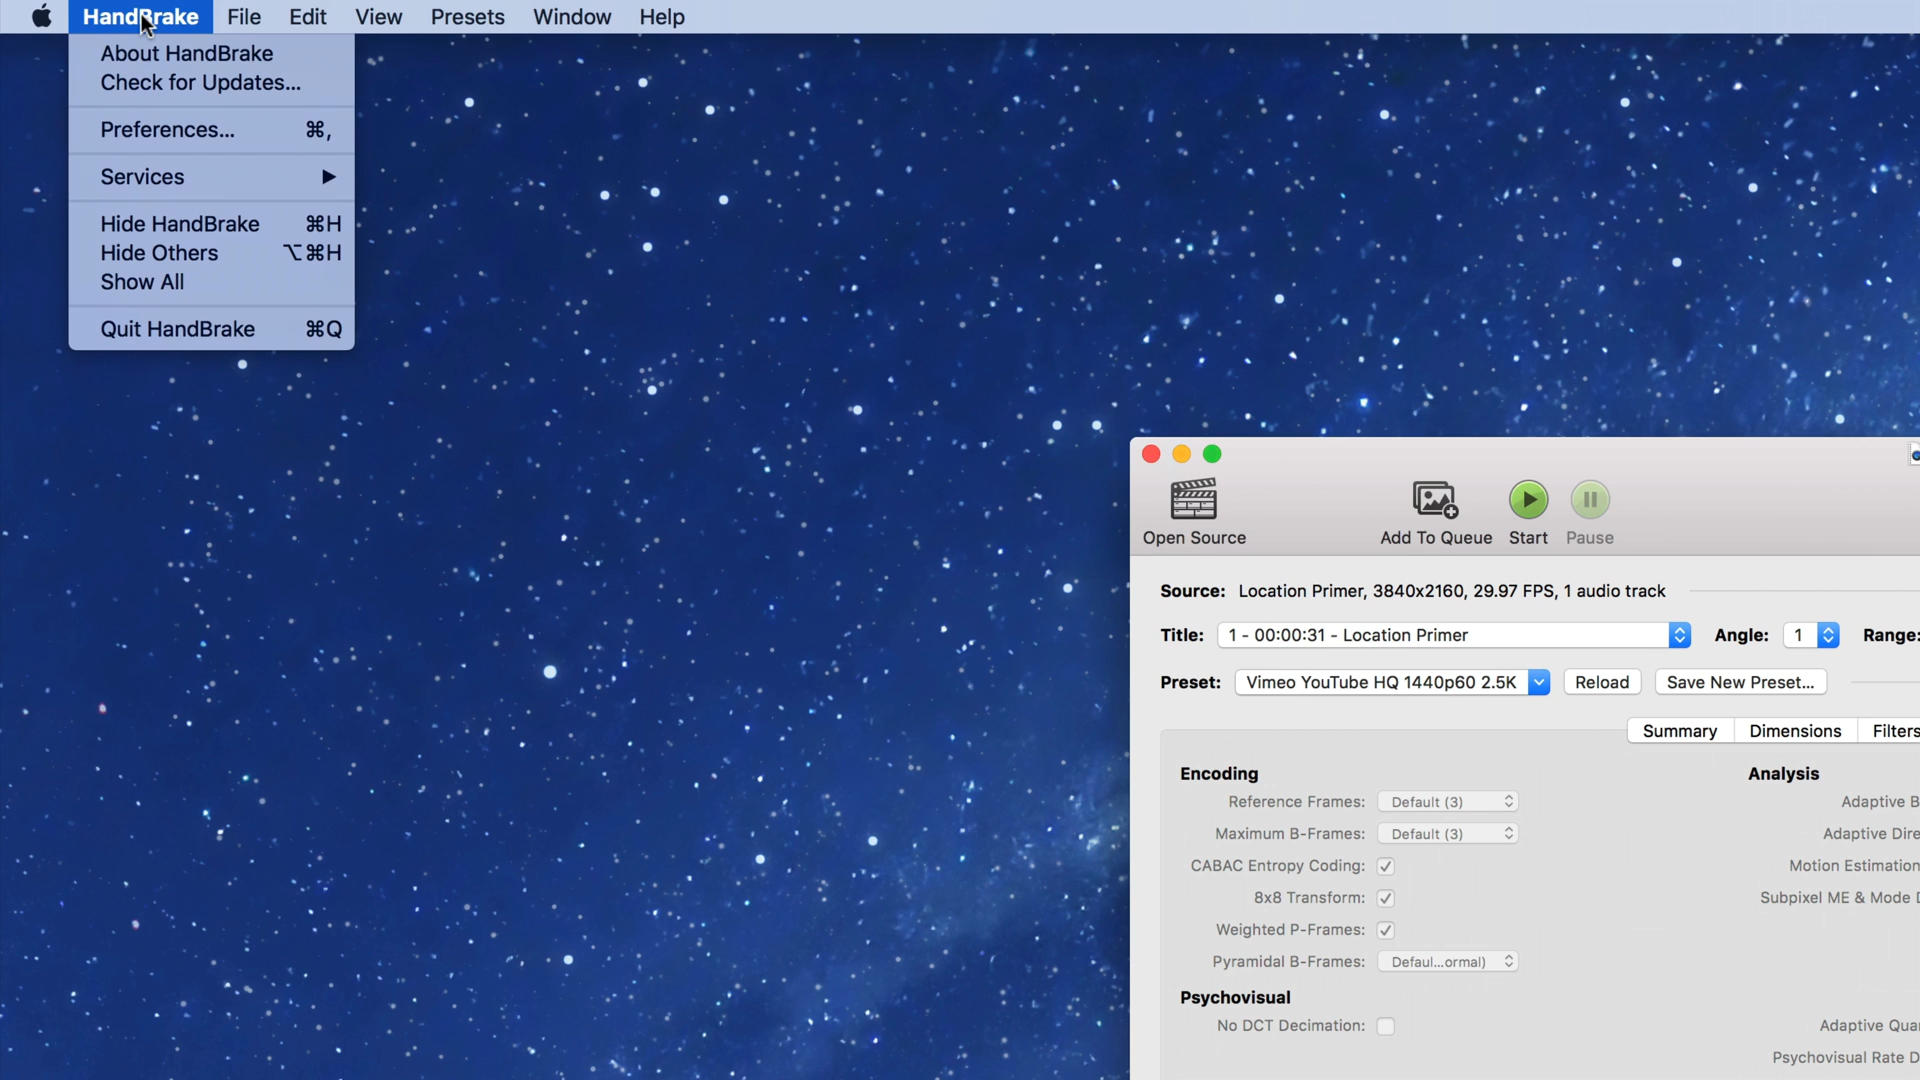 HandBrake File Edit View Presets Window Help
About HandBrake
Check for Updates...
Preferences... ⌘,
Services ▶
Hide HandBrake ⌘H
Hide Others ⌥⌘H
Show All
Quit HandBrake ⌘Q
Open Source Add To Queue Start Pause
Source: Location Primer, 3840x2160, 29.97 FPS, 1 audio track
Title: 1 - 00:00:31 - Location Primer Angle: 1 Range:
Preset: Vimeo YouTube HQ 1440p60 2.5K Reload Save New Preset...
Summary Dimensions Filters
Encoding Analysis
Reference Frames: Default (3) Adaptive B
Maximum B-Frames: Default (3) Adaptive Dire
CABAC Entropy Coding: Motion Estimation
8x8 Transform: Subpixel ME & Mode D
Weighted P-Frames:
Pyramidal B-Frames: Defaul...ormal)
Psychovisual
No DCT Decimation: Adaptive Qua
Psychovisual Rate D